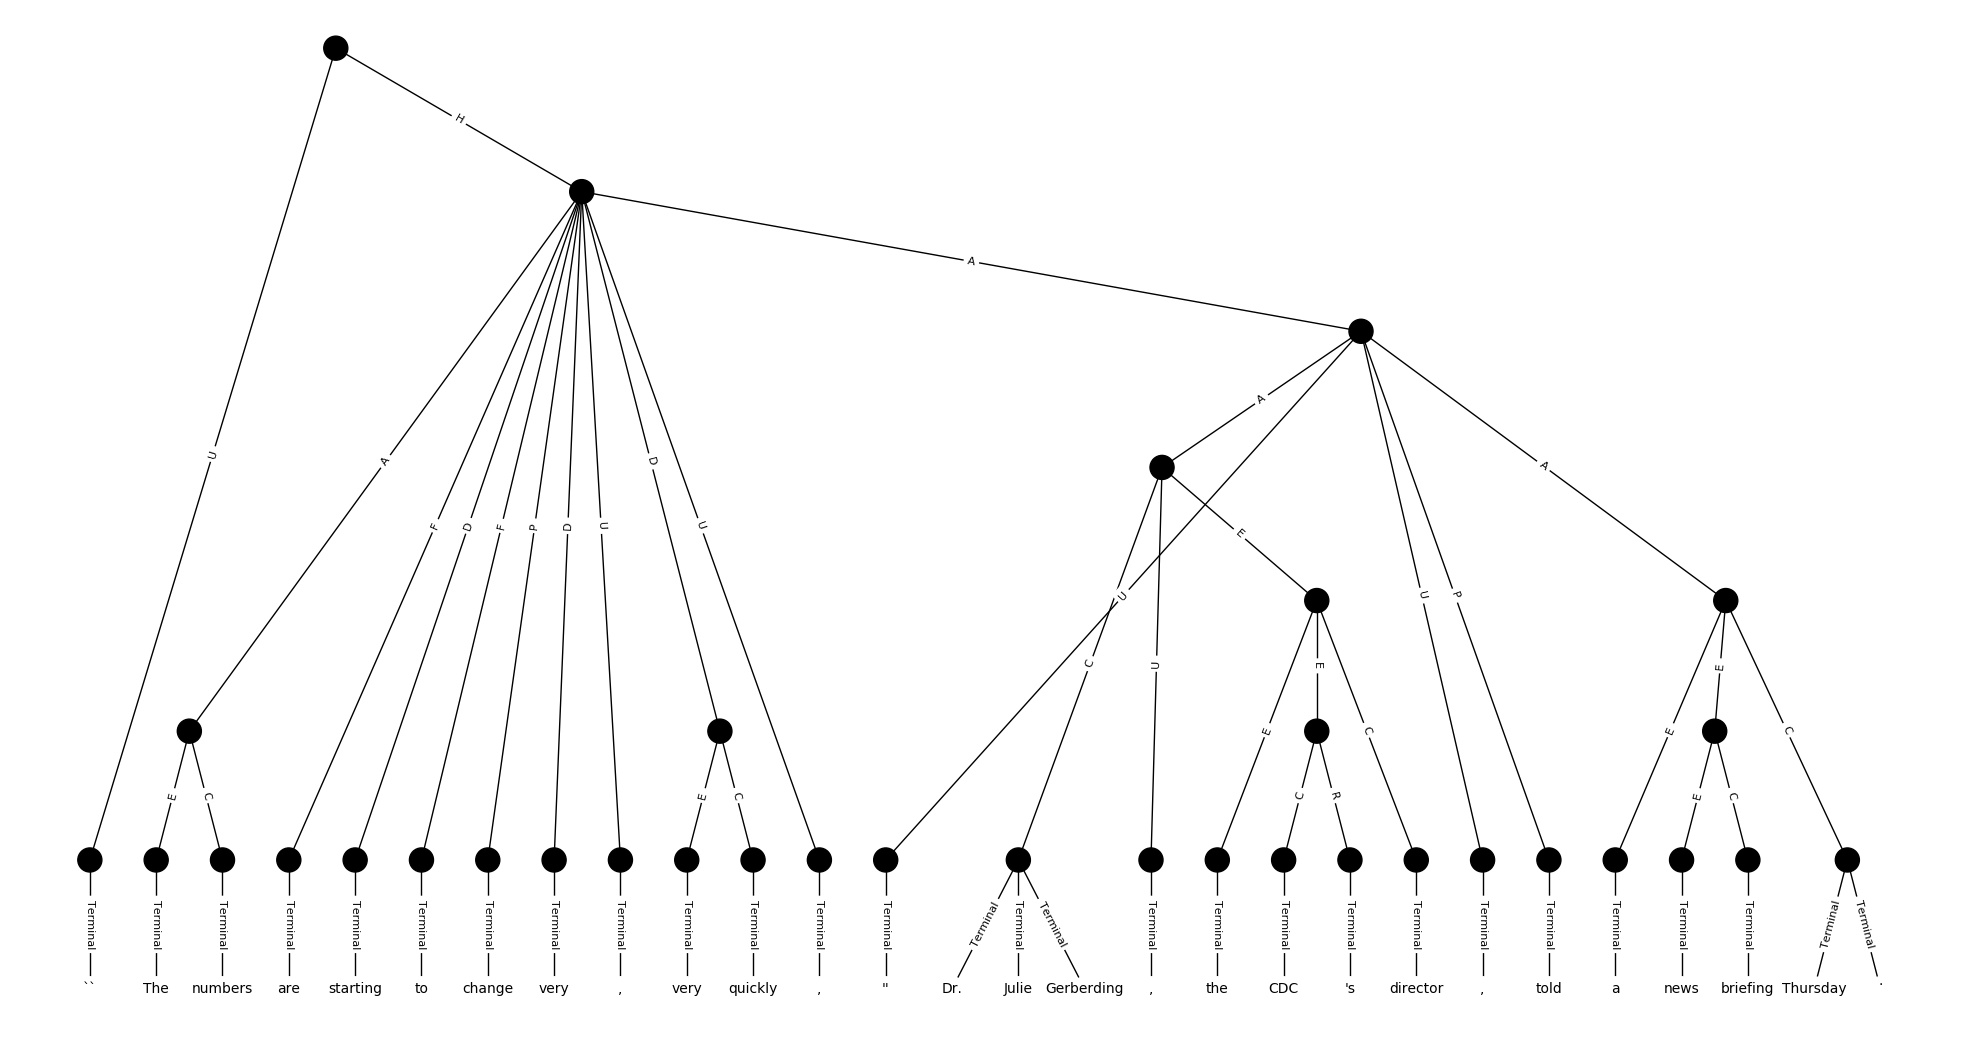 H
A
A
A
A
U
A
D
F
D
F
P
D
U
U
E
U
U
P
C
U
E
E
E
C
E
C
E
C
E
C
C
R
E
C
Terminal Terminal Terminal Terminal Terminal Terminal Terminal Terminal Terminal Terminal Terminal Terminal Terminal Terminal Terminal Terminal Terminal Terminal Terminal Terminal Terminal Terminal Terminal Terminal Terminal Terminal Terminal Terminal
`` The numbers are starting to change very , very quickly , " Dr. Julie Gerberding , the CDC 's director , told a news briefing Thursday .